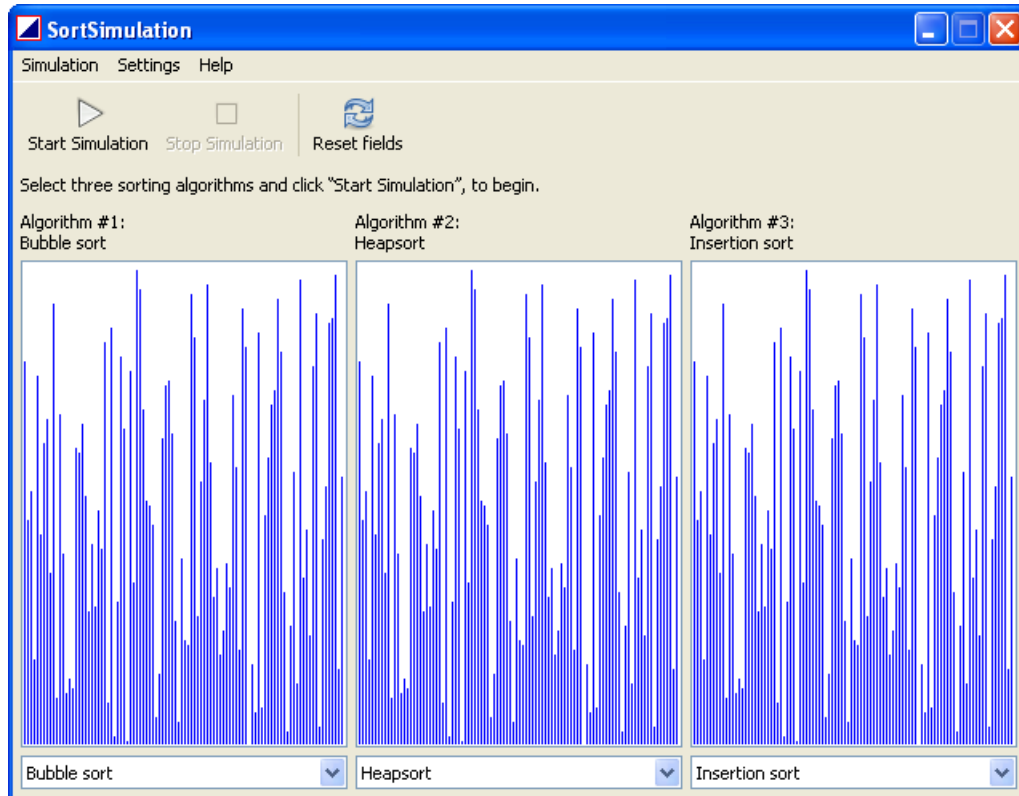 SortSimulation
Simulation Settings Help
Start Simulation Stop Simulation Reset fields
Select three sorting algorithms and click “Start Simulation”, to begin.
Algorithm #1: Algorithm #2: Algorithm #3:
Bubble sort Heapsort Insertion sort
Bubble sort Heapsort Insertion sort